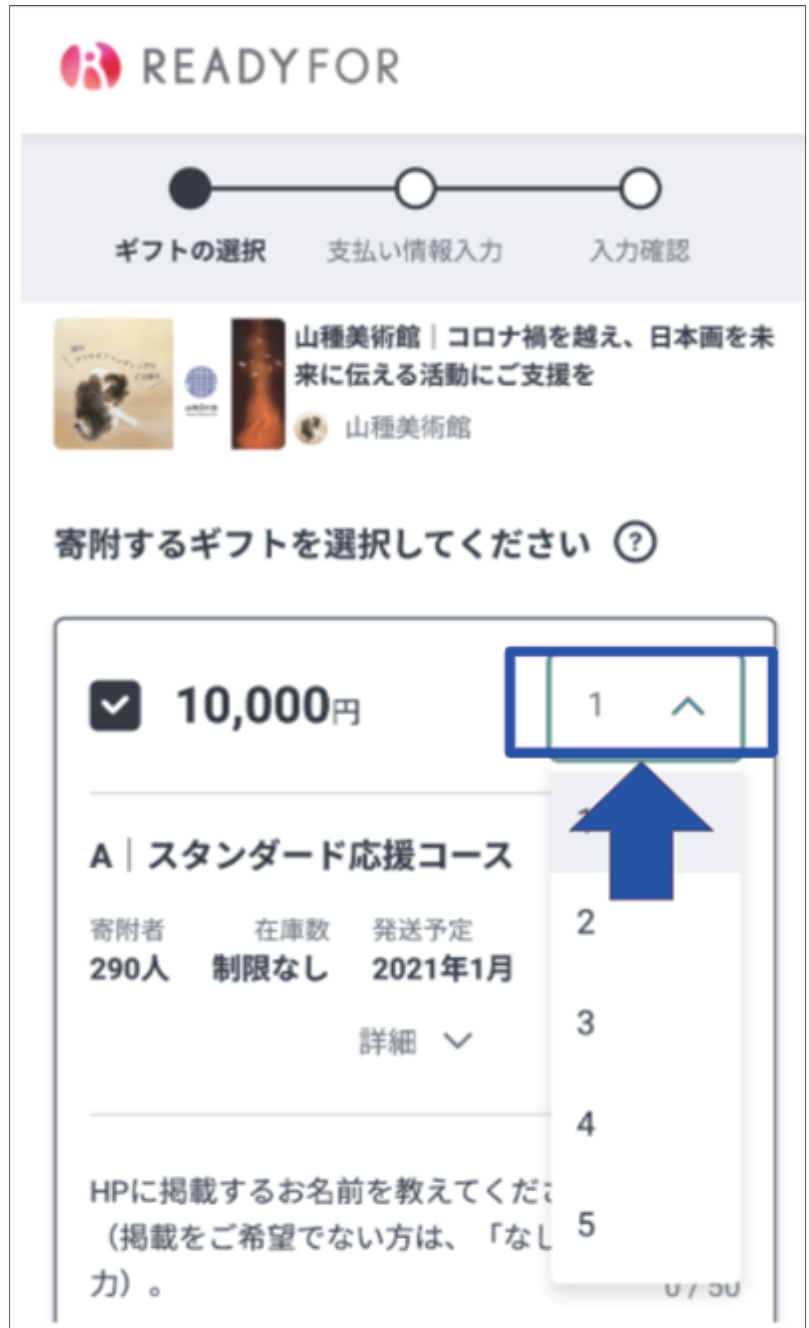 READYFOR
ギフトの選択 支払い情報入力 入力確認
山種美術館｜コロナ禍を越え、日本画を未
来に伝える活動にご支援を
山種美術館
寄附するギフトを選択してください ?
10,000円 1
A｜スタンダード応援コース
寄附者 在庫数 発送予定
290人 制限なし 2021年1月
詳細
2
3
4
5
HPに掲載するお名前を教えてくださ
（掲載をご希望でない方は、「なし
力）。 0 / 50